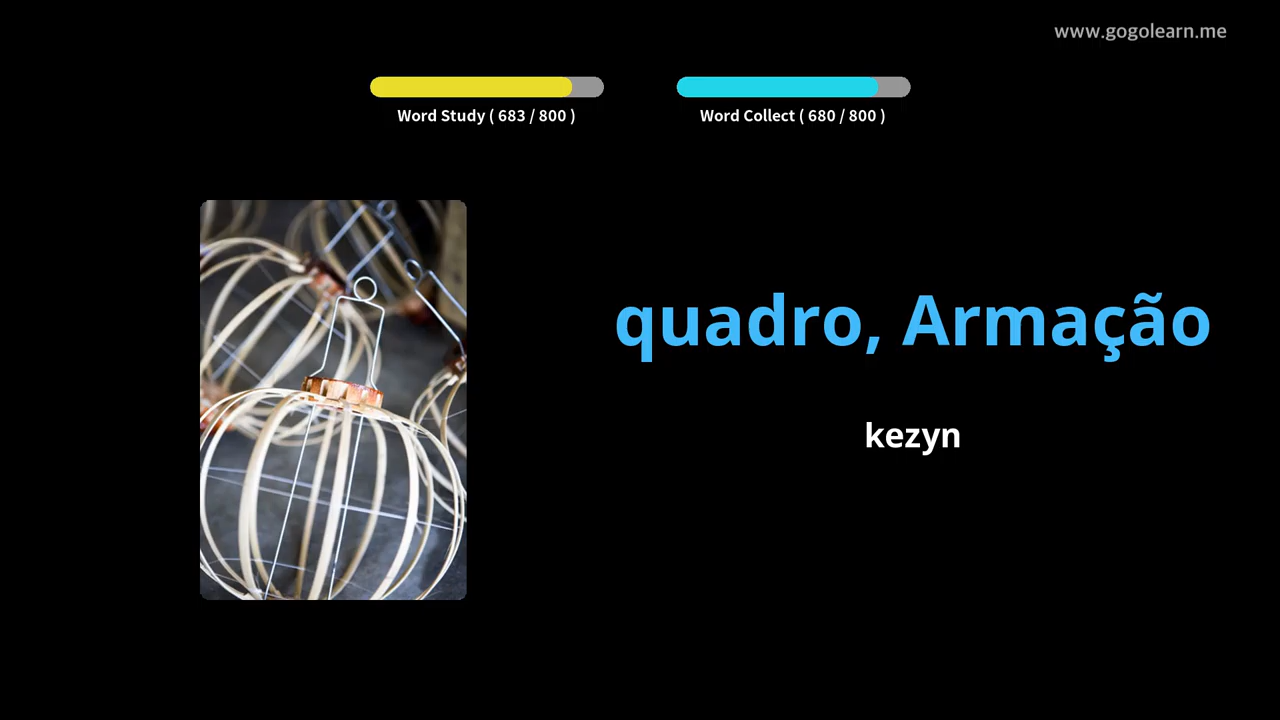 www.gogolearn.me
Word Study ( 683 / 800 )
Word Collect ( 680 / 800 )
quadro, Armação
kezyn